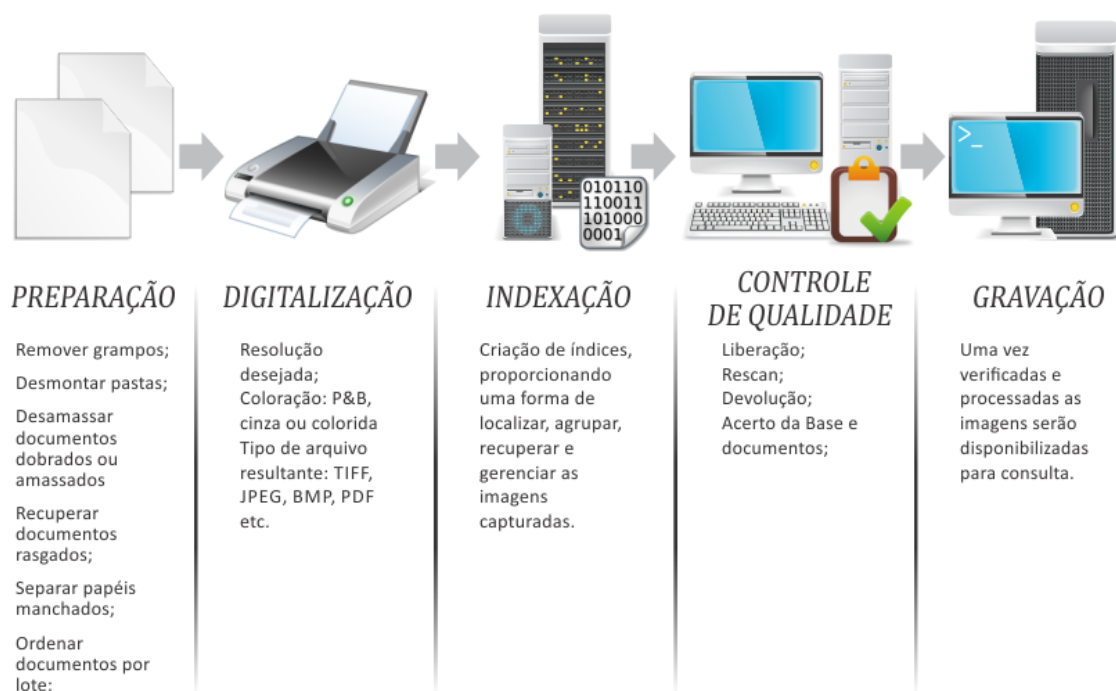 010110
110011
101000
0001
>_
PREPARAÇÃO
Remover grampos;
Desmontar pastas;
Desamassar
documentos
dobrados ou
amassados
Recuperar
documentos
rasgados;
Separar papéis
manchados;
Ordenar
documentos por
lote;
DIGITALIZAÇÃO
Resolução
desejada;
Coloração: P&B,
cinza ou colorida
Tipo de arquivo
resultante: TIFF,
JPEG, BMP, PDF
etc.
INDEXAÇÃO
Criação de índices,
proporcionando
uma forma de
localizar, agrupar,
recuperar e
gerenciar as
imagens
capturadas.
CONTROLE
DE QUALIDADE
Liberação;
Rescan;
Devolução;
Acerto da Base e
documentos;
GRAVAÇÃO
Uma vez
verificadas e
processadas as
imagens serão
disponibilizadas
para consulta.